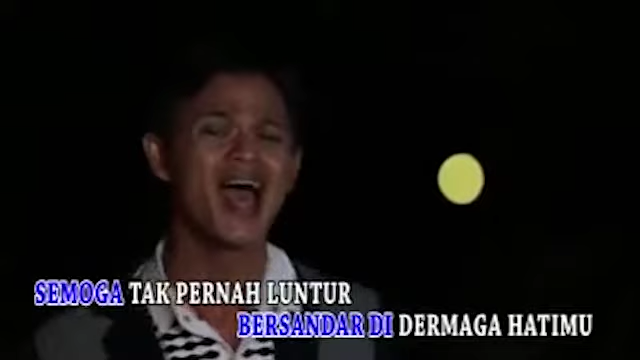 SEMOGA TAK PERNAH LUNTUR
BERSANDAR DI DERMAGA HATIMU